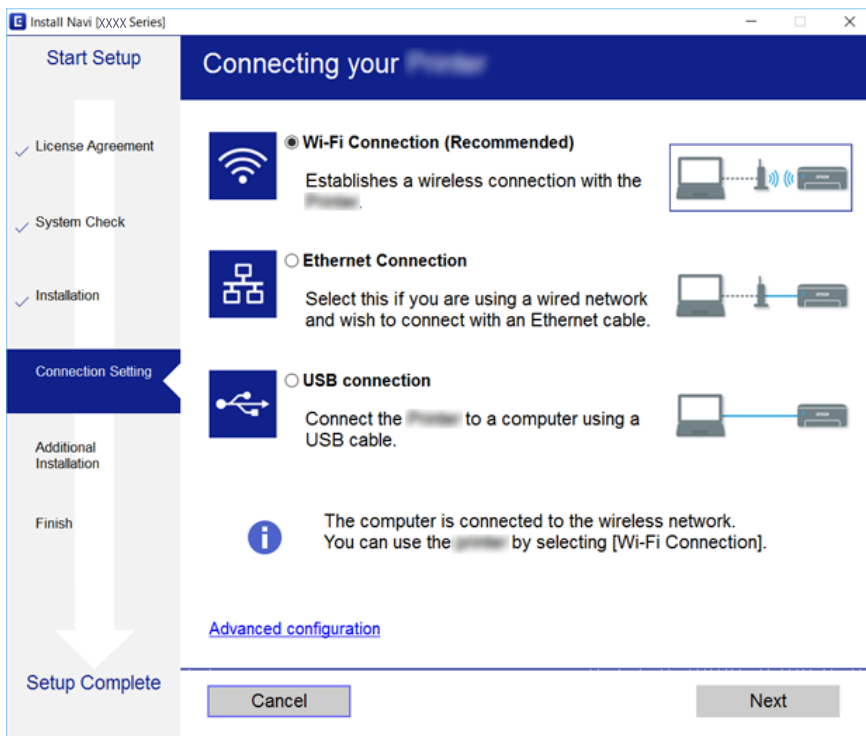 Install Navi [XXXX Series]
Start Setup
License Agreement
System Check
Installation
Connection Setting
Additional
Installation
Finish
Setup Complete
Connecting your
Wi-Fi Connection (Recommended)
Establishes a wireless connection with the
.
Ethernet Connection
Select this if you are using a wired network
and wish to connect with an Ethernet cable.
USB connection
Connect the to a computer using a
USB cable.
The computer is connected to the wireless network.
You can use the by selecting [Wi-Fi Connection].
Advanced configuration
Cancel
Next